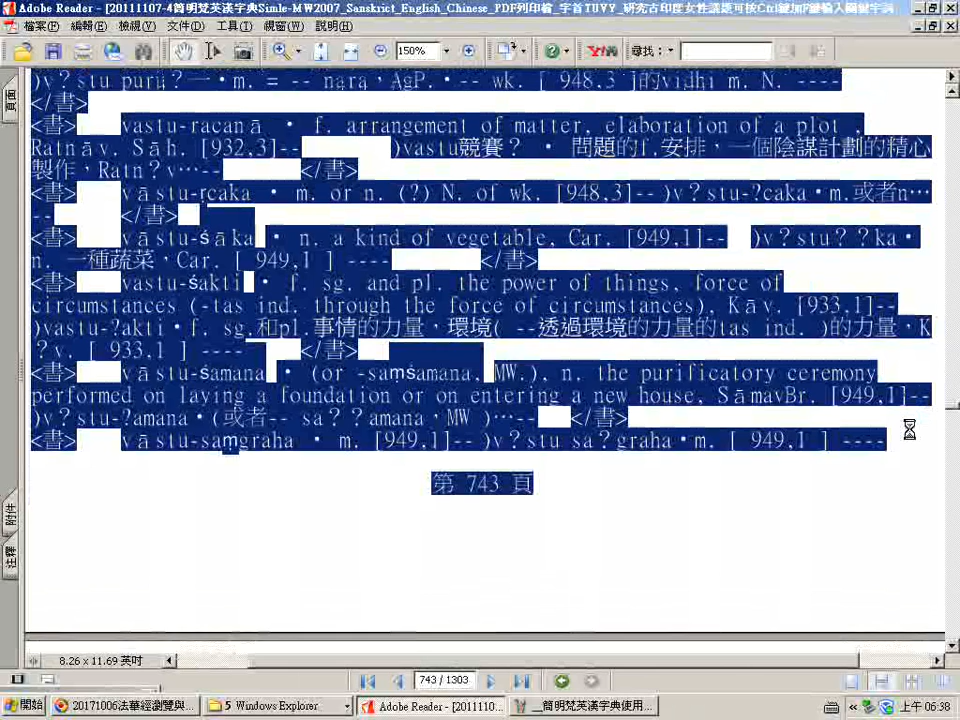 Adobe Reader - [20111107-4簡明梵英漢字典Simle-MW2007_Sanskrict_English_Chinese_PDF列印檔_字首TUVY_研究古印度女性議題可按Ctrl鍵加F鍵輸入關鍵字詞
檔案(F) 編輯(E) 檢視(V) 文件(D) 工具(T) 視窗(W) 說明(H)
150% 尋找：
頁面
)v？stu puru？一‧m. = -- nara，AgP.‧-- wk. [ 948,3 ]的vidhi m. N. ----
</書>
<書> vastu-racanā ‧ f. arrangement of matter, elaboration of a plot ,
Ratnāv. Sāh. [932,3]-- )vastu競賽？‧ 問題的f.安排，一個陰謀計劃的精心
製作，Ratn？v…-- </書>
<書> vāstu-ṛcaka ‧ m. or n. (?) N. of wk. [948,3]-- )v？stu-?caka‧m.或者n…
-- </書>
<書> vāstu-śāka ‧ n. a kind of vegetable, Car. [949,1]-- )v？stu？？ka‧
n. 一種蔬菜，Car. [ 949,1 ] ---- </書>
<書> vastu-śakti ‧ f. sg. and pl. the power of things, force of
circumstances (-tas ind. through the force of circumstances), Kāv. [933,1]--
)vastu-?akti‧f. sg.和pl.事情的力量，環境( --透過環境的力量的tas ind. )的力量，K
？v. [ 933,1 ] ---- </書>
<書> vāstu-śamana ‧ (or -saṃśamana, MW.), n. the purificatory ceremony
performed on laying a foundation or on entering a new house, SāmavBr. [949,1]--
)v？stu-?amana‧(或者-- sa？？amana，MW )…-- </書>
<書> vāstu-saṃgraha ‧ m. [949,1]-- )v？stu sa？graha‧m. [ 949,1 ] ----
第 743 頁
附件
注釋
8.26 x 11.69 英吋
743 / 1303
開始 20171006法華經瀏覽與... 5 Windows Explorer Adobe Reader - [2011110... __簡明梵英漢字典使用... 上午 06:38